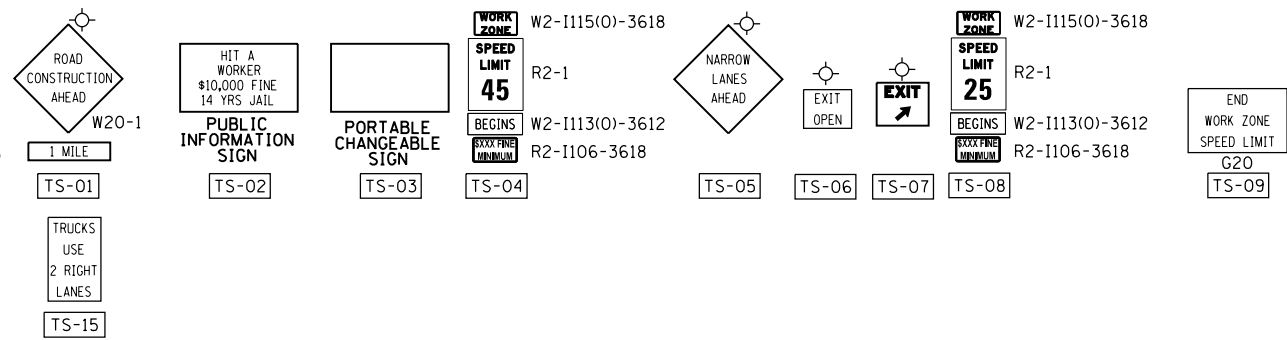 ROAD
CONSTRUCTION
AHEAD
W20-1
1 MILE
TS-01
HIT A
WORKER
$10,000 FINE
14 YRS JAIL
PUBLIC
INFORMATION
SIGN
TS-02
PORTABLE
CHANGEABLE
SIGN
TS-03
WORK
ZONE
W2-I115(O)-3618
SPEED
LIMIT
45
R2-1
BEGINS
W2-I113(O)-3612
$XXX FINE
MINIMUM
R2-I106-3618
TS-04
NARROW
LANES
AHEAD
TS-05
EXIT
OPEN
TS-06
EXIT
TS-07
WORK
ZONE
W2-I115(O)-3618
SPEED
LIMIT
25
R2-1
BEGINS
W2-I113(O)-3612
$XXX FINE
MINIMUM
R2-I106-3618
TS-08
END
WORK ZONE
SPEED LIMIT
G20
TS-09
TRUCKS
USE
2 RIGHT
LANES
TS-15